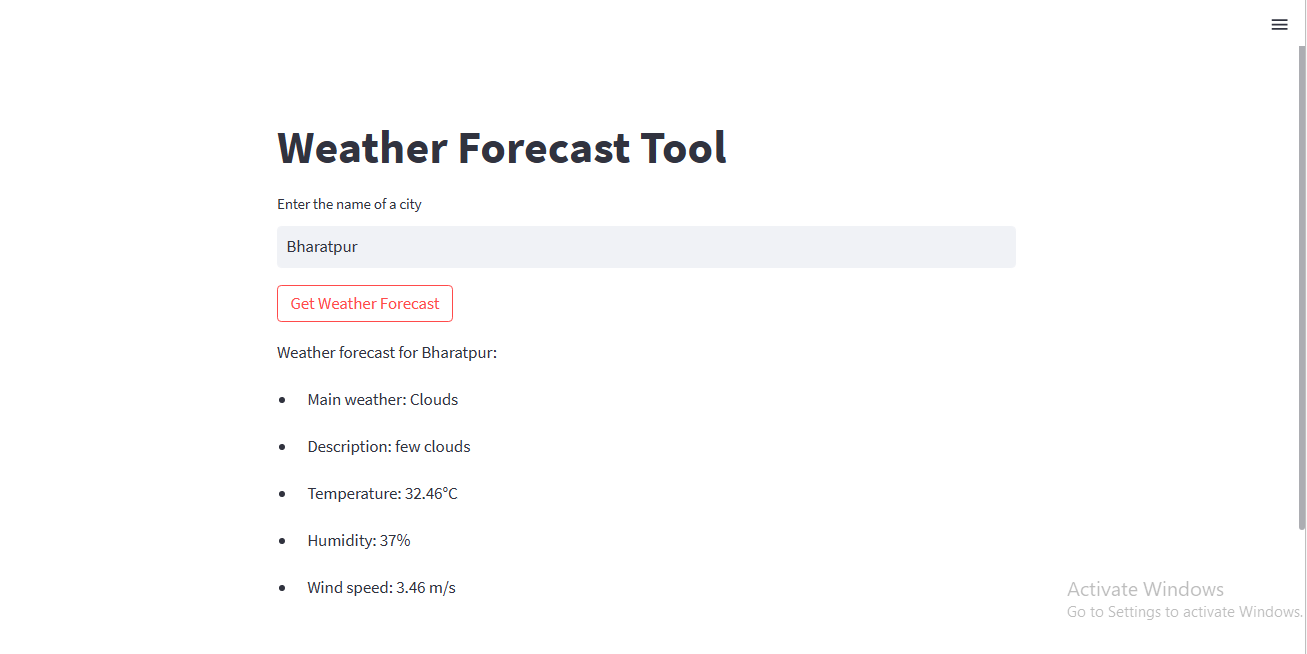 Weather Forecast Tool
Enter the name of a city
Bharatpur
Get Weather Forecast
Weather forecast for Bharatpur:
• Main weather: Clouds
• Description: few clouds
• Temperature: 32.46°C
• Humidity: 37%
• Wind speed: 3.46 m/s
Activate Windows
Go to Settings to activate Windows.